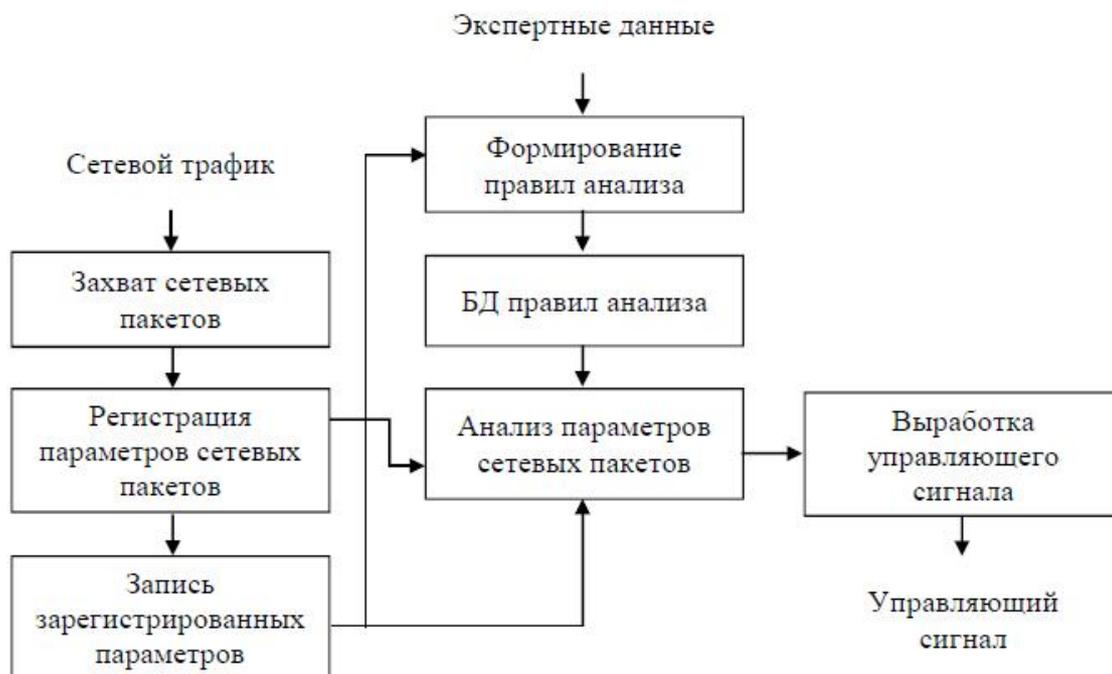 Экспертные данные
Формирование
правил анализа
Сетевой трафик
Захват сетевых
пакетов
БД правил анализа
Регистрация
параметров сетевых
пакетов
Анализ параметров
сетевых пакетов
Выработка
управляющего
сигнала
Запись
зарегистрированных
параметров
Управляющий
сигнал